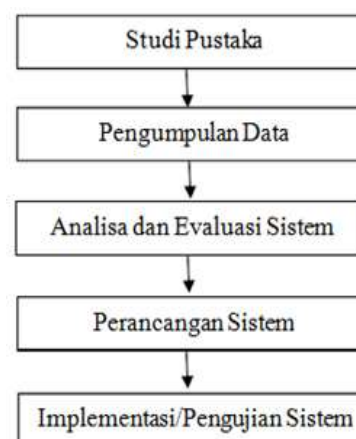 Studi Pustaka
Pengumpulan Data
Analisa dan Evaluasi Sistem
Perancangan Sistem
Implementasi/Pengujian Sistem